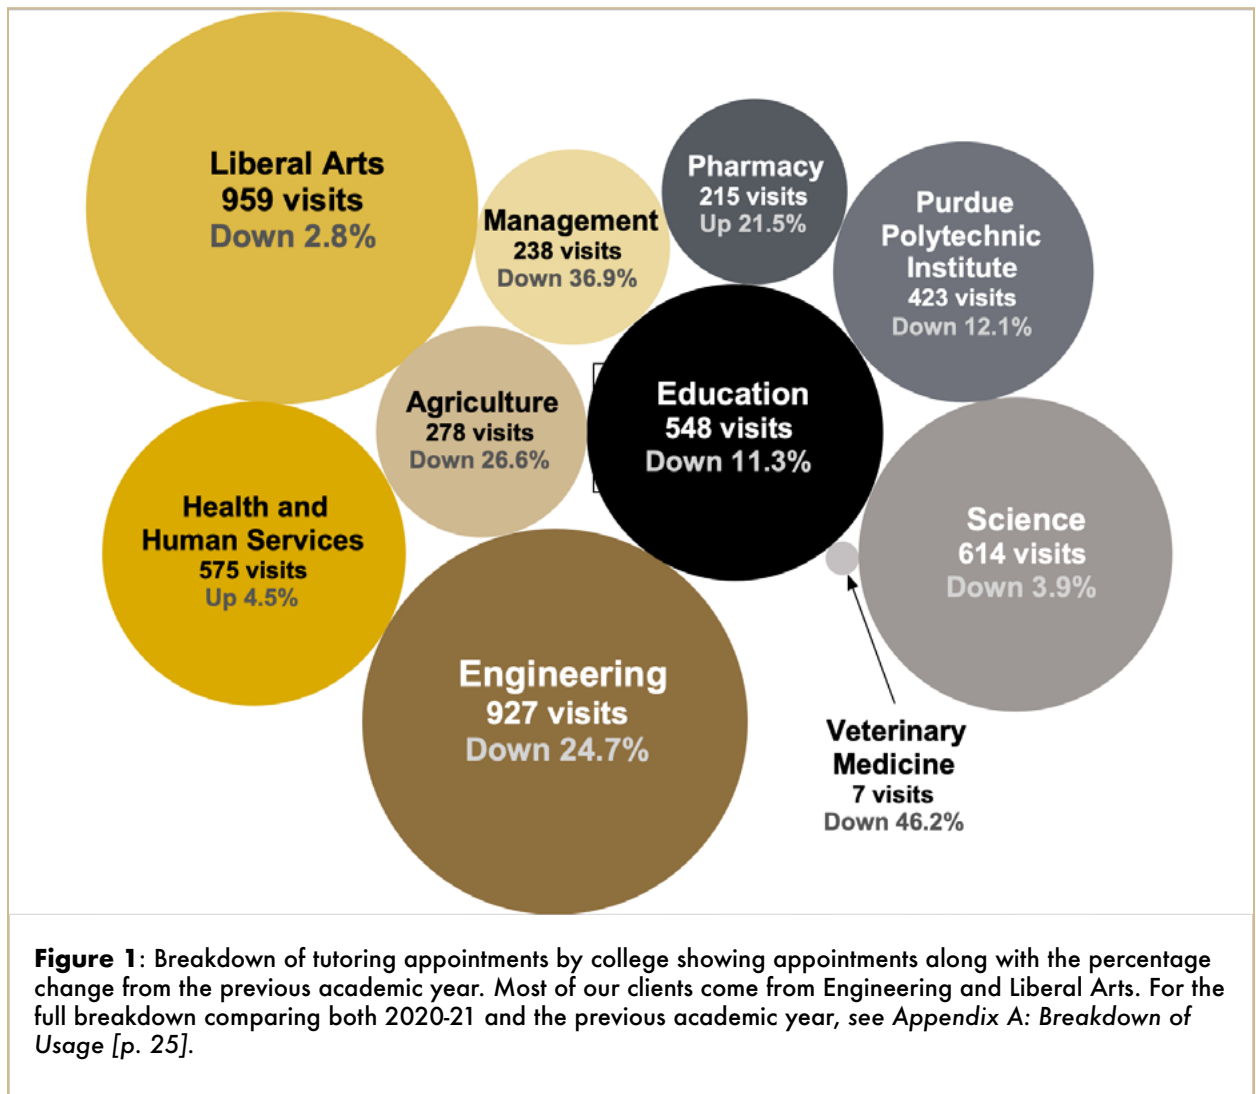 Liberal Arts
959 visits
Down 2.8%
Management
238 visits
Down 36.9%
Pharmacy
215 visits
Up 21.5%
Purdue
Polytechnic
Institute
423 visits
Down 12.1%
Agriculture
278 visits
Down 26.6%
Education
548 visits
Down 11.3%
Health and
Human Services
575 visits
Up 4.5%
Science
614 visits
Down 3.9%
Engineering
927 visits
Down 24.7%
Veterinary
Medicine
7 visits
Down 46.2%
Figure 1: Breakdown of tutoring appointments by college showing appointments along with the percentage
change from the previous academic year. Most of our clients come from Engineering and Liberal Arts. For the
full breakdown comparing both 2020-21 and the previous academic year, see Appendix A: Breakdown of
Usage [p. 25].